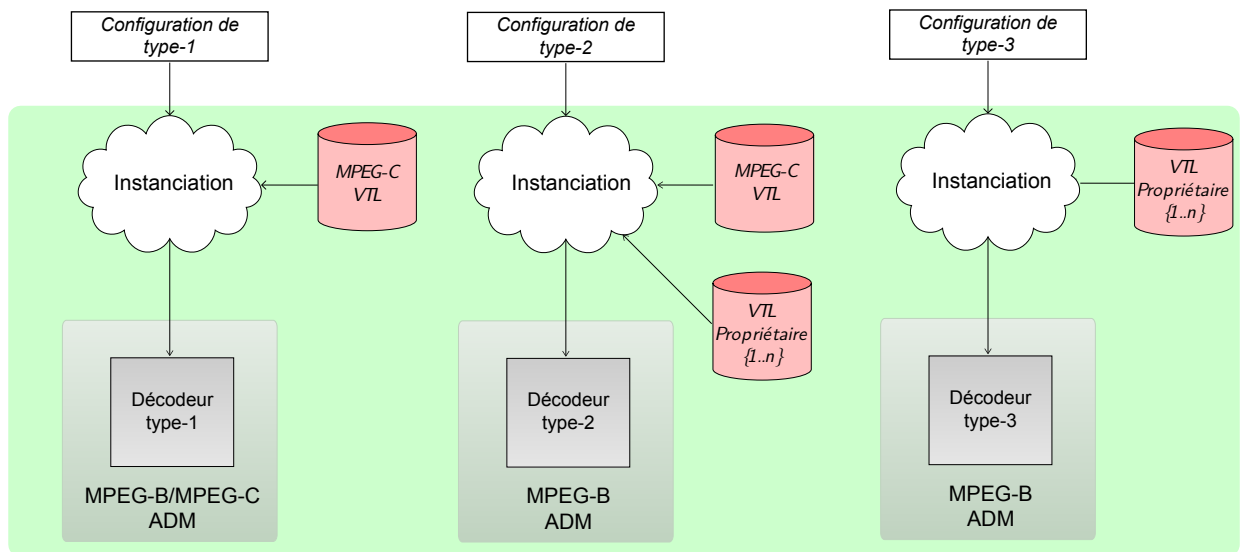 Configuration de
type-1
Instanciation
MPEG-C
VTL
Décodeur
type-1
MPEG-B/MPEG-C
ADM
Configuration de
type-2
Instanciation
MPEG-C
VTL
VTL
Propriétaire
{1..n}
Décodeur
type-2
MPEG-B
ADM
Configuration de
type-3
Instanciation
VTL
Propriétaire
{1..n}
Décodeur
type-3
MPEG-B
ADM